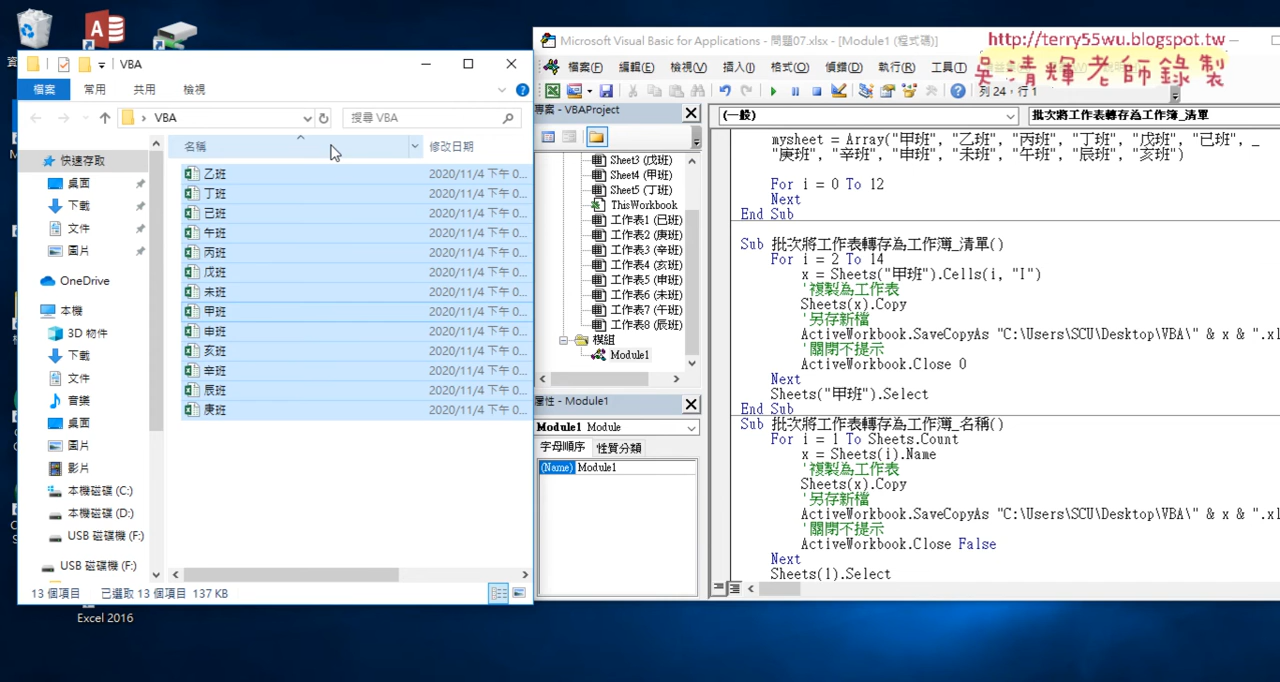 VBA
檔案
常用
共用
檢視
VBA
搜尋 VBA
名稱
修改日期
快速存取
桌面
下載
文件
圖片
OneDrive
本機
3D 物件
下載
文件
音樂
桌面
圖片
影片
本機磁碟 (C:)
本機磁碟 (D:)
USB 磁碟機 (F:)
USB 磁碟機 (F:)
乙班 2020/11/4 下午 0...
丁班 2020/11/4 下午 0...
己班 2020/11/4 下午 0...
午班 2020/11/4 下午 0...
丙班 2020/11/4 下午 0...
戊班 2020/11/4 下午 0...
未班 2020/11/4 下午 0...
甲班 2020/11/4 下午 0...
申班 2020/11/4 下午 0...
亥班 2020/11/4 下午 0...
辛班 2020/11/4 下午 0...
辰班 2020/11/4 下午 0...
庚班 2020/11/4 下午 0...
13 個項目 已選取 13 個項目 137 KB
Excel 2016
Microsoft Visual Basic for Applications - 問題07.xlsx - [Module1 (程式碼)]
http://terry55wu.blogspot.tw
吳清輝老師錄製
檔案(F) 編輯(E) 檢視(V) 插入(I) 格式(O) 偵錯(D) 執行(R) 工具(T)
列 24，行 1
專案 - VBAProject
Sheet3 (戊班)
Sheet4 (甲班)
Sheet5 (丁班)
ThisWorkbook
工作表1 (己班)
工作表2 (庚班)
工作表3 (辛班)
工作表4 (亥班)
工作表5 (申班)
工作表6 (未班)
工作表7 (午班)
工作表8 (辰班)
模組
Module1
屬性 - Module1
Module1 Module
字母順序 性質分類
(Name) Module1
(一般)
批次將工作表轉存為工作簿_清單
mysheet = Array("甲班", "乙班", "丙班", "丁班", "戊班", "已班", _
"庚班", "辛班", "申班", "未班", "午班", "辰班", "亥班")
For i = 0 To 12
Next
End Sub
Sub 批次將工作表轉存為工作簿_清單()
For i = 2 To 14
x = Sheets("甲班").Cells(i, "I")
'複製為工作表
Sheets(x).Copy
'另存新檔
ActiveWorkbook.SaveCopyAs "C:\Users\SCU\Desktop\VBA\" & x & ".xl
'關閉不提示
ActiveWorkbook.Close 0
Next
Sheets("甲班").Select
End Sub
Sub 批次將工作表轉存為工作簿_名稱()
For i = 1 To Sheets.Count
x = Sheets(i).Name
'複製為工作表
Sheets(x).Copy
'另存新檔
ActiveWorkbook.SaveCopyAs "C:\Users\SCU\Desktop\VBA\" & x & ".xl
'關閉不提示
ActiveWorkbook.Close False
Next
Sheets(1).Select